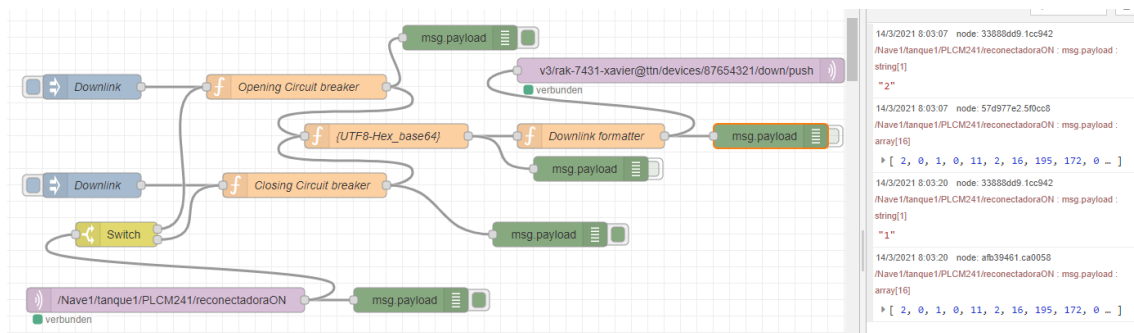 msg.payload
v3/rak-7431-xavier@ttn/devices/87654321/down/push
verbunden
Downlink
Opening Circuit breaker
{UTF8-Hex_base64}
Downlink formatter
msg.payload
msg.payload
Downlink
Closing Circuit breaker
Switch
msg.payload
/Nave1/tanque1/PLCM241/reconectadoraON
msg.payload
verbunden
14/3/2021 8:03:07 node: 33888dd9.1cc942
/Nave1/tanque1/PLCM241/reconectadoraON : msg.payload :
string[1]
"2"
14/3/2021 8:03:07 node: 57d977e2.5f0cc8
/Nave1/tanque1/PLCM241/reconectadoraON : msg.payload :
array[16]
[ 2, 0, 1, 0, 11, 2, 16, 195, 172, 0 … ]
14/3/2021 8:03:20 node: 33888dd9.1cc942
/Nave1/tanque1/PLCM241/reconectadoraON : msg.payload :
string[1]
"1"
14/3/2021 8:03:20 node: afb39461.ca0058
/Nave1/tanque1/PLCM241/reconectadoraON : msg.payload :
array[16]
[ 172, 0, 1, 0, 11, 2, 16, 195, 172, 0 … ]